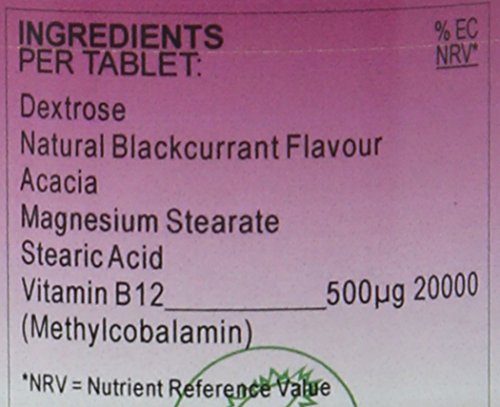 INGREDIENTS % EC
PER TABLET: NRV*
Dextrose
Natural Blackcurrant Flavour
Acacia
Magnesium Stearate
Stearic Acid
Vitamin B12____________500µg 20000
(Methylcobalamin)
*NRV = Nutrient Reference Value